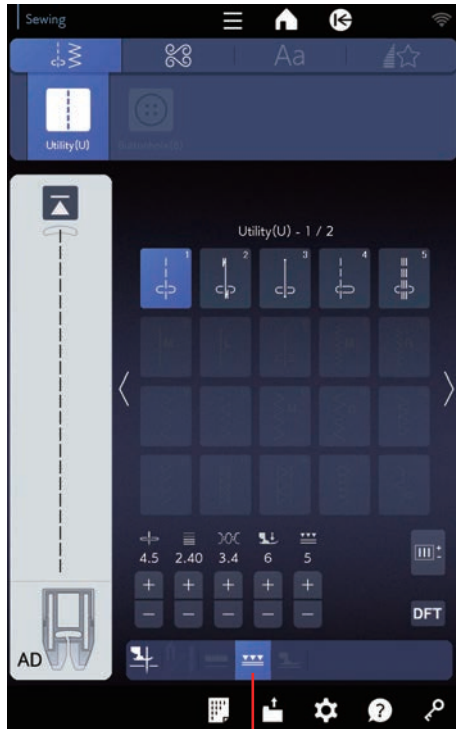 Sewing
Aa
Utility(U)
Utility(U) - 1 / 2
1 2 3 4 5
4.5 2.40 3.4 6 5
+ + + + +
− − − − −
DFT
AD
?